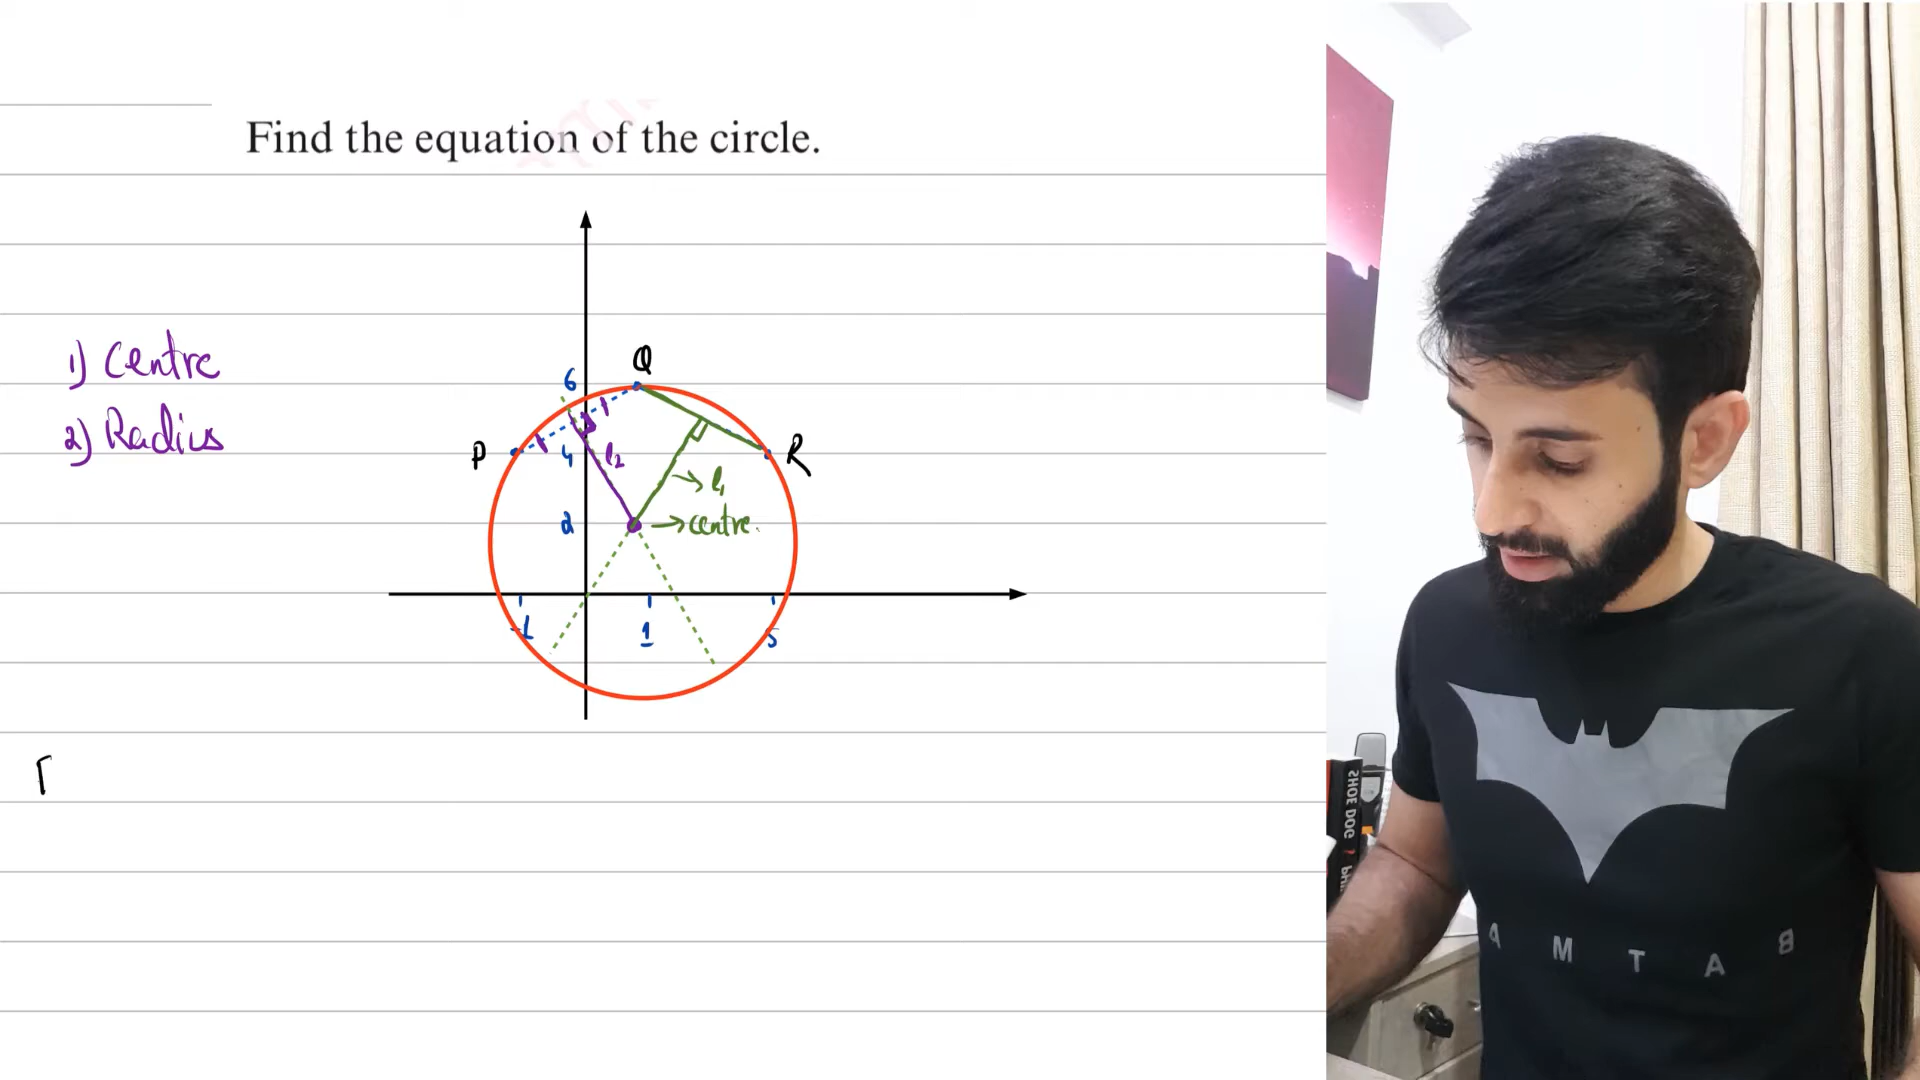 Find the equation of the circle.
1) Centre
2) Radius
Q
6
P
4
l2
R
l1
2
→centre.
-1
1
5
SHOE DOG
A M T A B